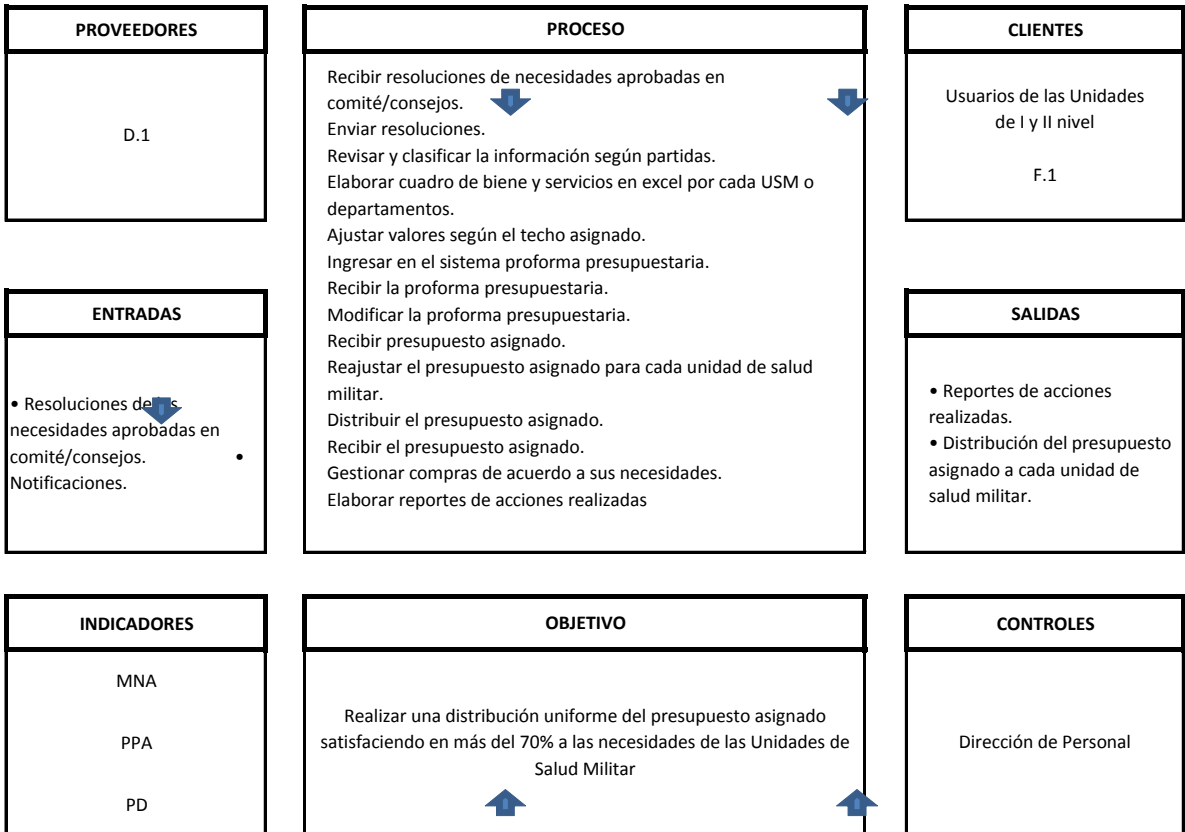 PROVEEDORES
D.1
PROCESO
Recibir resoluciones de necesidades aprobadas en
comité/consejos.
Enviar resoluciones.
Revisar y clasificar la información según partidas.
Elaborar cuadro de biene y servicios en excel por cada USM o
departamentos.
Ajustar valores según el techo asignado.
Ingresar en el sistema proforma presupuestaria.
Recibir la proforma presupuestaria.
Modificar la proforma presupuestaria.
Recibir presupuesto asignado.
Reajustar el presupuesto asignado para cada unidad de salud
militar.
Distribuir el presupuesto asignado.
Recibir el presupuesto asignado.
Gestionar compras de acuerdo a sus necesidades.
Elaborar reportes de acciones realizadas
CLIENTES
Usuarios de las Unidades
de I y II nivel
F.1
ENTRADAS
• Resoluciones de
necesidades aprobadas en
comité/consejos. •
Notificaciones.
SALIDAS
• Reportes de acciones
realizadas.
• Distribución del presupuesto
asignado a cada unidad de
salud militar.
INDICADORES
MNA
PPA
PD
OBJETIVO
Realizar una distribución uniforme del presupuesto asignado
satisfaciendo en más del 70% a las necesidades de las Unidades de
Salud Militar
CONTROLES
Dirección de Personal